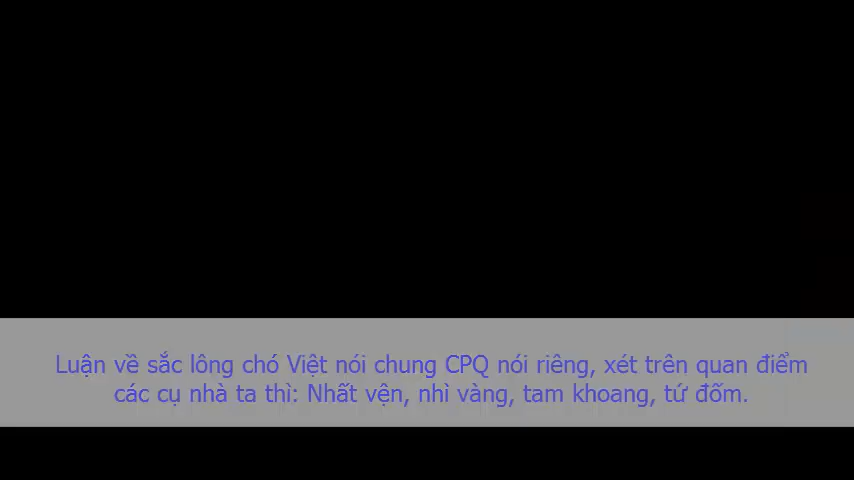 Luận về sắc lông chó Việt nói chung CPQ nói riêng, xét trên quan điểm
các cụ nhà ta thì: Nhất vện, nhì vàng, tam khoang, tứ đốm.